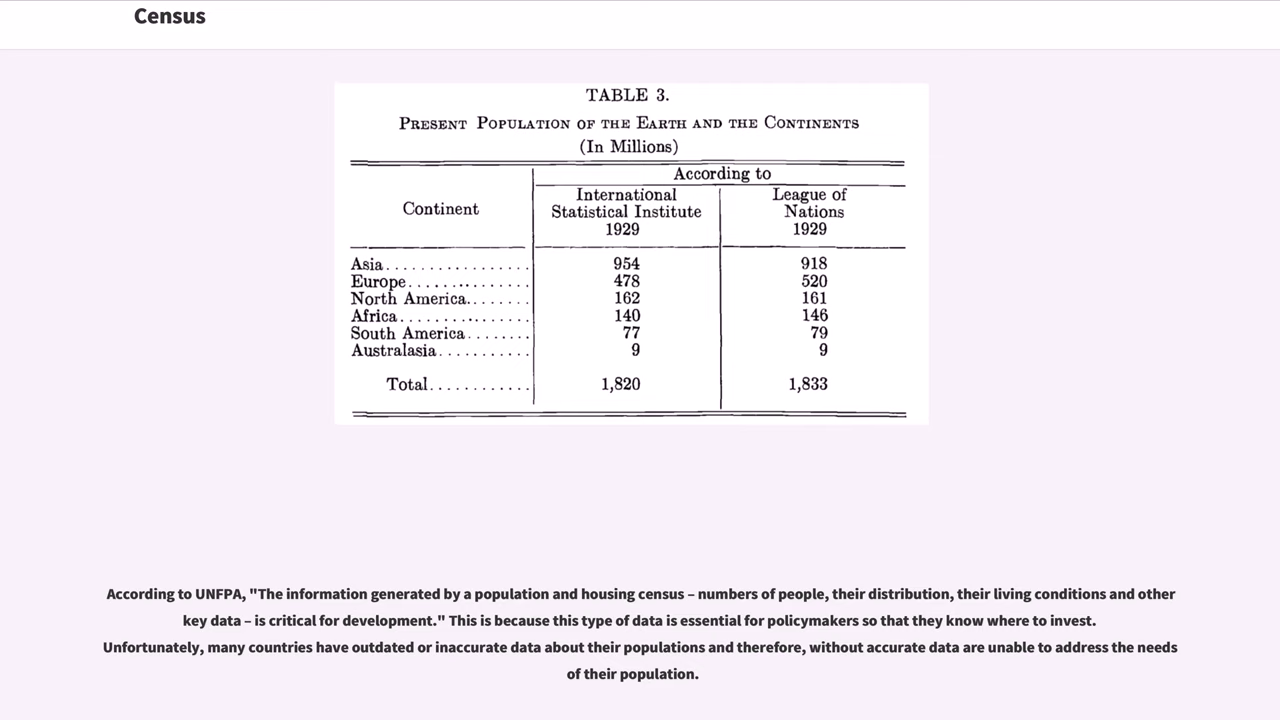 Census
TABLE 3.
PRESENT POPULATION OF THE EARTH AND THE CONTINENTS
(In Millions)
According to
Continent
International Statistical Institute 1929
League of Nations 1929
Asia................. 954 918
Europe.............. 478 520
North America........ 162 161
Africa............... 140 146
South America........ 77 79
Australasia........... 9 9
Total............ 1,820 1,833
According to UNFPA, "The information generated by a population and housing census – numbers of people, their distribution, their living conditions and other
key data – is critical for development." This is because this type of data is essential for policymakers so that they know where to invest.
Unfortunately, many countries have outdated or inaccurate data about their populations and therefore, without accurate data are unable to address the needs
of their population.